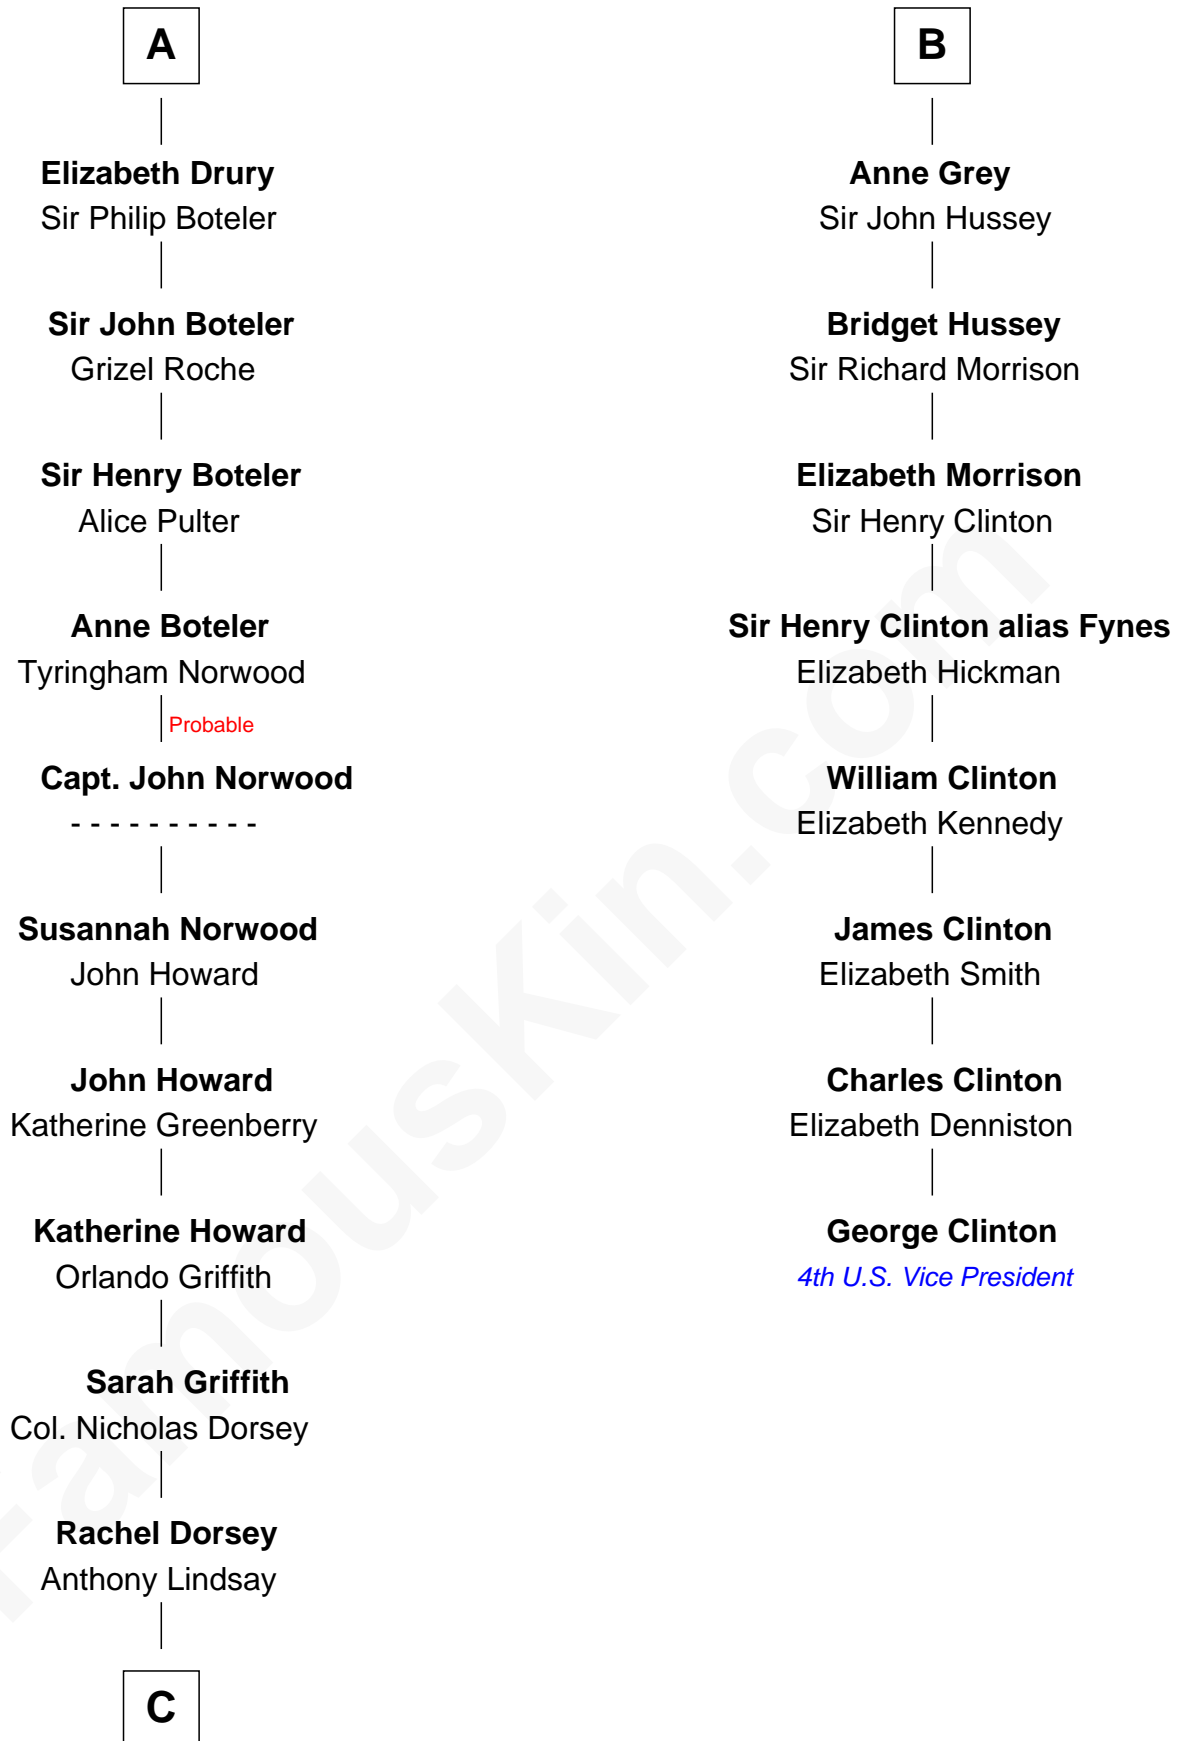 A
Elizabeth Drury
Sir Philip Boteler
Sir John Boteler
Grizel Roche
Sir Henry Boteler
Alice Pulter
Anne Boteler
Tyringham Norwood
Probable
Capt. John Norwood
- - - - - - - - - -
Susannah Norwood
John Howard
John Howard
Katherine Greenberry
Katherine Howard
Orlando Griffith
Sarah Griffith
Col. Nicholas Dorsey
Rachel Dorsey
Anthony Lindsay
C
B
Anne Grey
Sir John Hussey
Bridget Hussey
Sir Richard Morrison
Elizabeth Morrison
Sir Henry Clinton
Sir Henry Clinton alias Fynes
Elizabeth Hickman
William Clinton
Elizabeth Kennedy
James Clinton
Elizabeth Smith
Charles Clinton
Elizabeth Denniston
George Clinton
4th U.S. Vice President
FamousKin.com